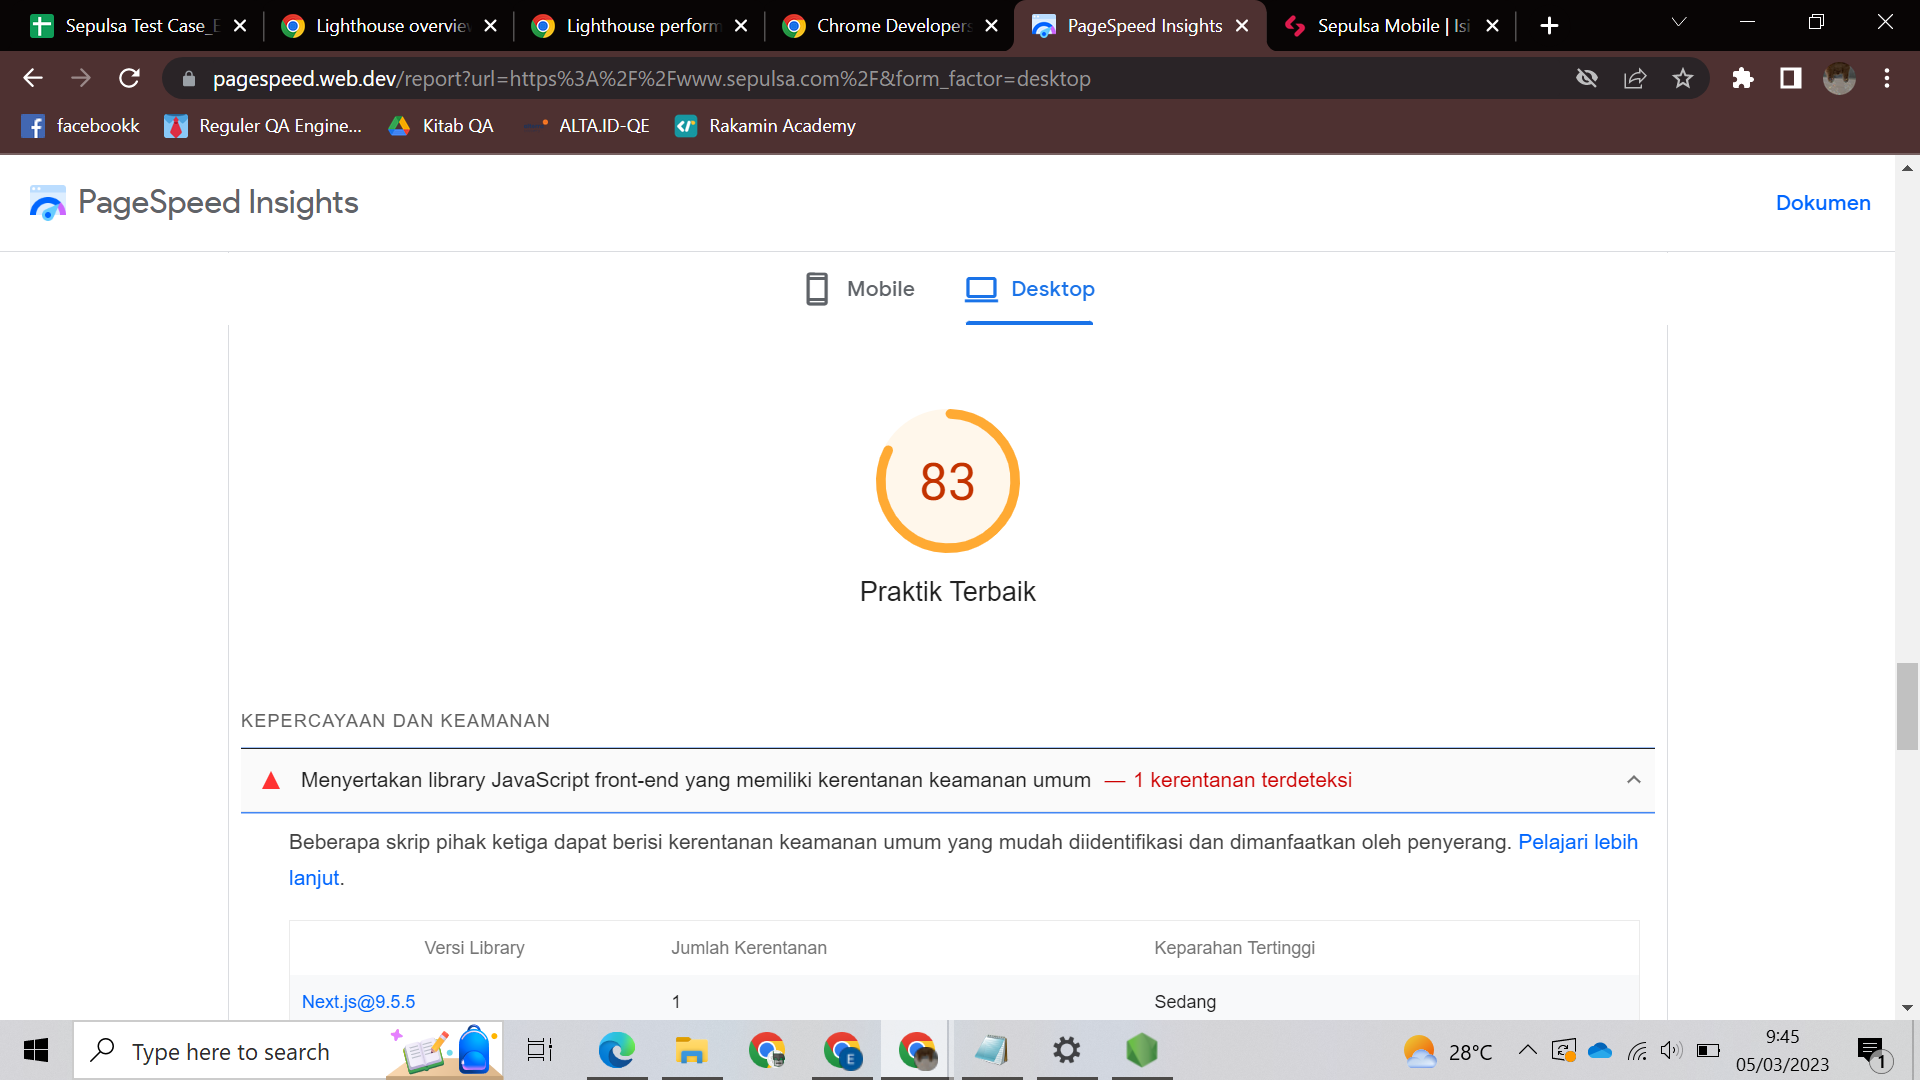 Sepulsa Test Case_E
Lighthouse overview
Lighthouse perform
Chrome Developers
PageSpeed Insights
Sepulsa Mobile | Isi
pagespeed.web.dev/report?url=https%3A%2F%2Fwww.sepulsa.com%2F&form_factor=desktop
facebookk
Reguler QA Engine...
Kitab QA
ALTA.ID-QE
Rakamin Academy
PageSpeed Insights
Dokumen
Mobile
Desktop
83
Praktik Terbaik
KEPERCAYAAN DAN KEAMANAN
Menyertakan library JavaScript front-end yang memiliki kerentanan keamanan umum — 1 kerentanan terdeteksi
Beberapa skrip pihak ketiga dapat berisi kerentanan keamanan umum yang mudah diidentifikasi dan dimanfaatkan oleh penyerang. Pelajari lebih
lanjut.
Versi Library
Jumlah Kerentanan
Keparahan Tertinggi
Next.js@9.5.5
1
Sedang
Type here to search
E
28°C
9:45
05/03/2023
1